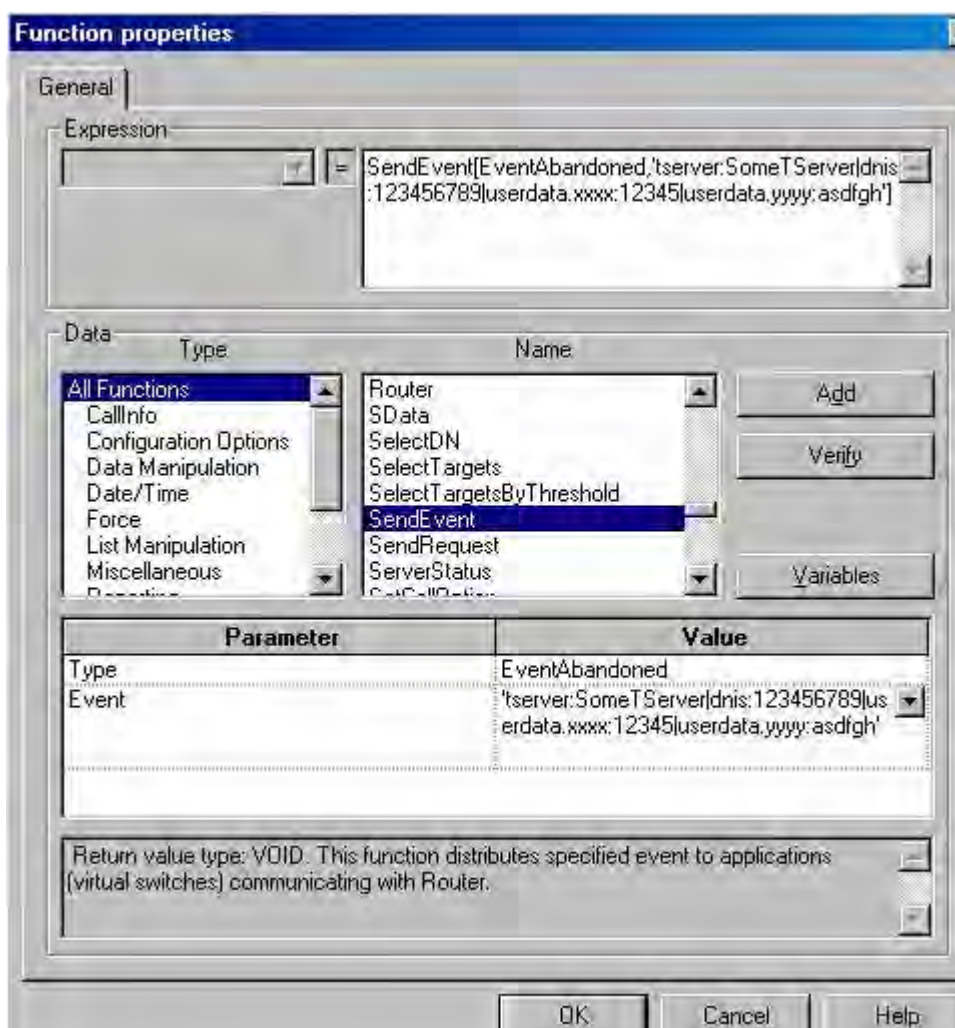 Function properties
General
Expression
=
SendEvent[EventAbandoned,'tserver:SomeTServer|dnis
:123456789|userdata.xxxx:12345|userdata.yyyy:asdfgh']
Data
Type
Name
All Functions
CallInfo
Configuration Options
Data Manipulation
Date/Time
Force
List Manipulation
Miscellaneous
Router
SData
SelectDN
SelectTargets
SelectTargetsByThreshold
SendEvent
SendRequest
ServerStatus
Add
Verify
Variables
Parameter Value
Type EventAbandoned
Event 'tserver:SomeTServer|dnis:123456789|us
erdata.xxxx:12345|userdata.yyyy:asdfgh'
Return value type: VOID. This function distributes specified event to applications
(virtual switches) communicating with Router.
OK Cancel Help